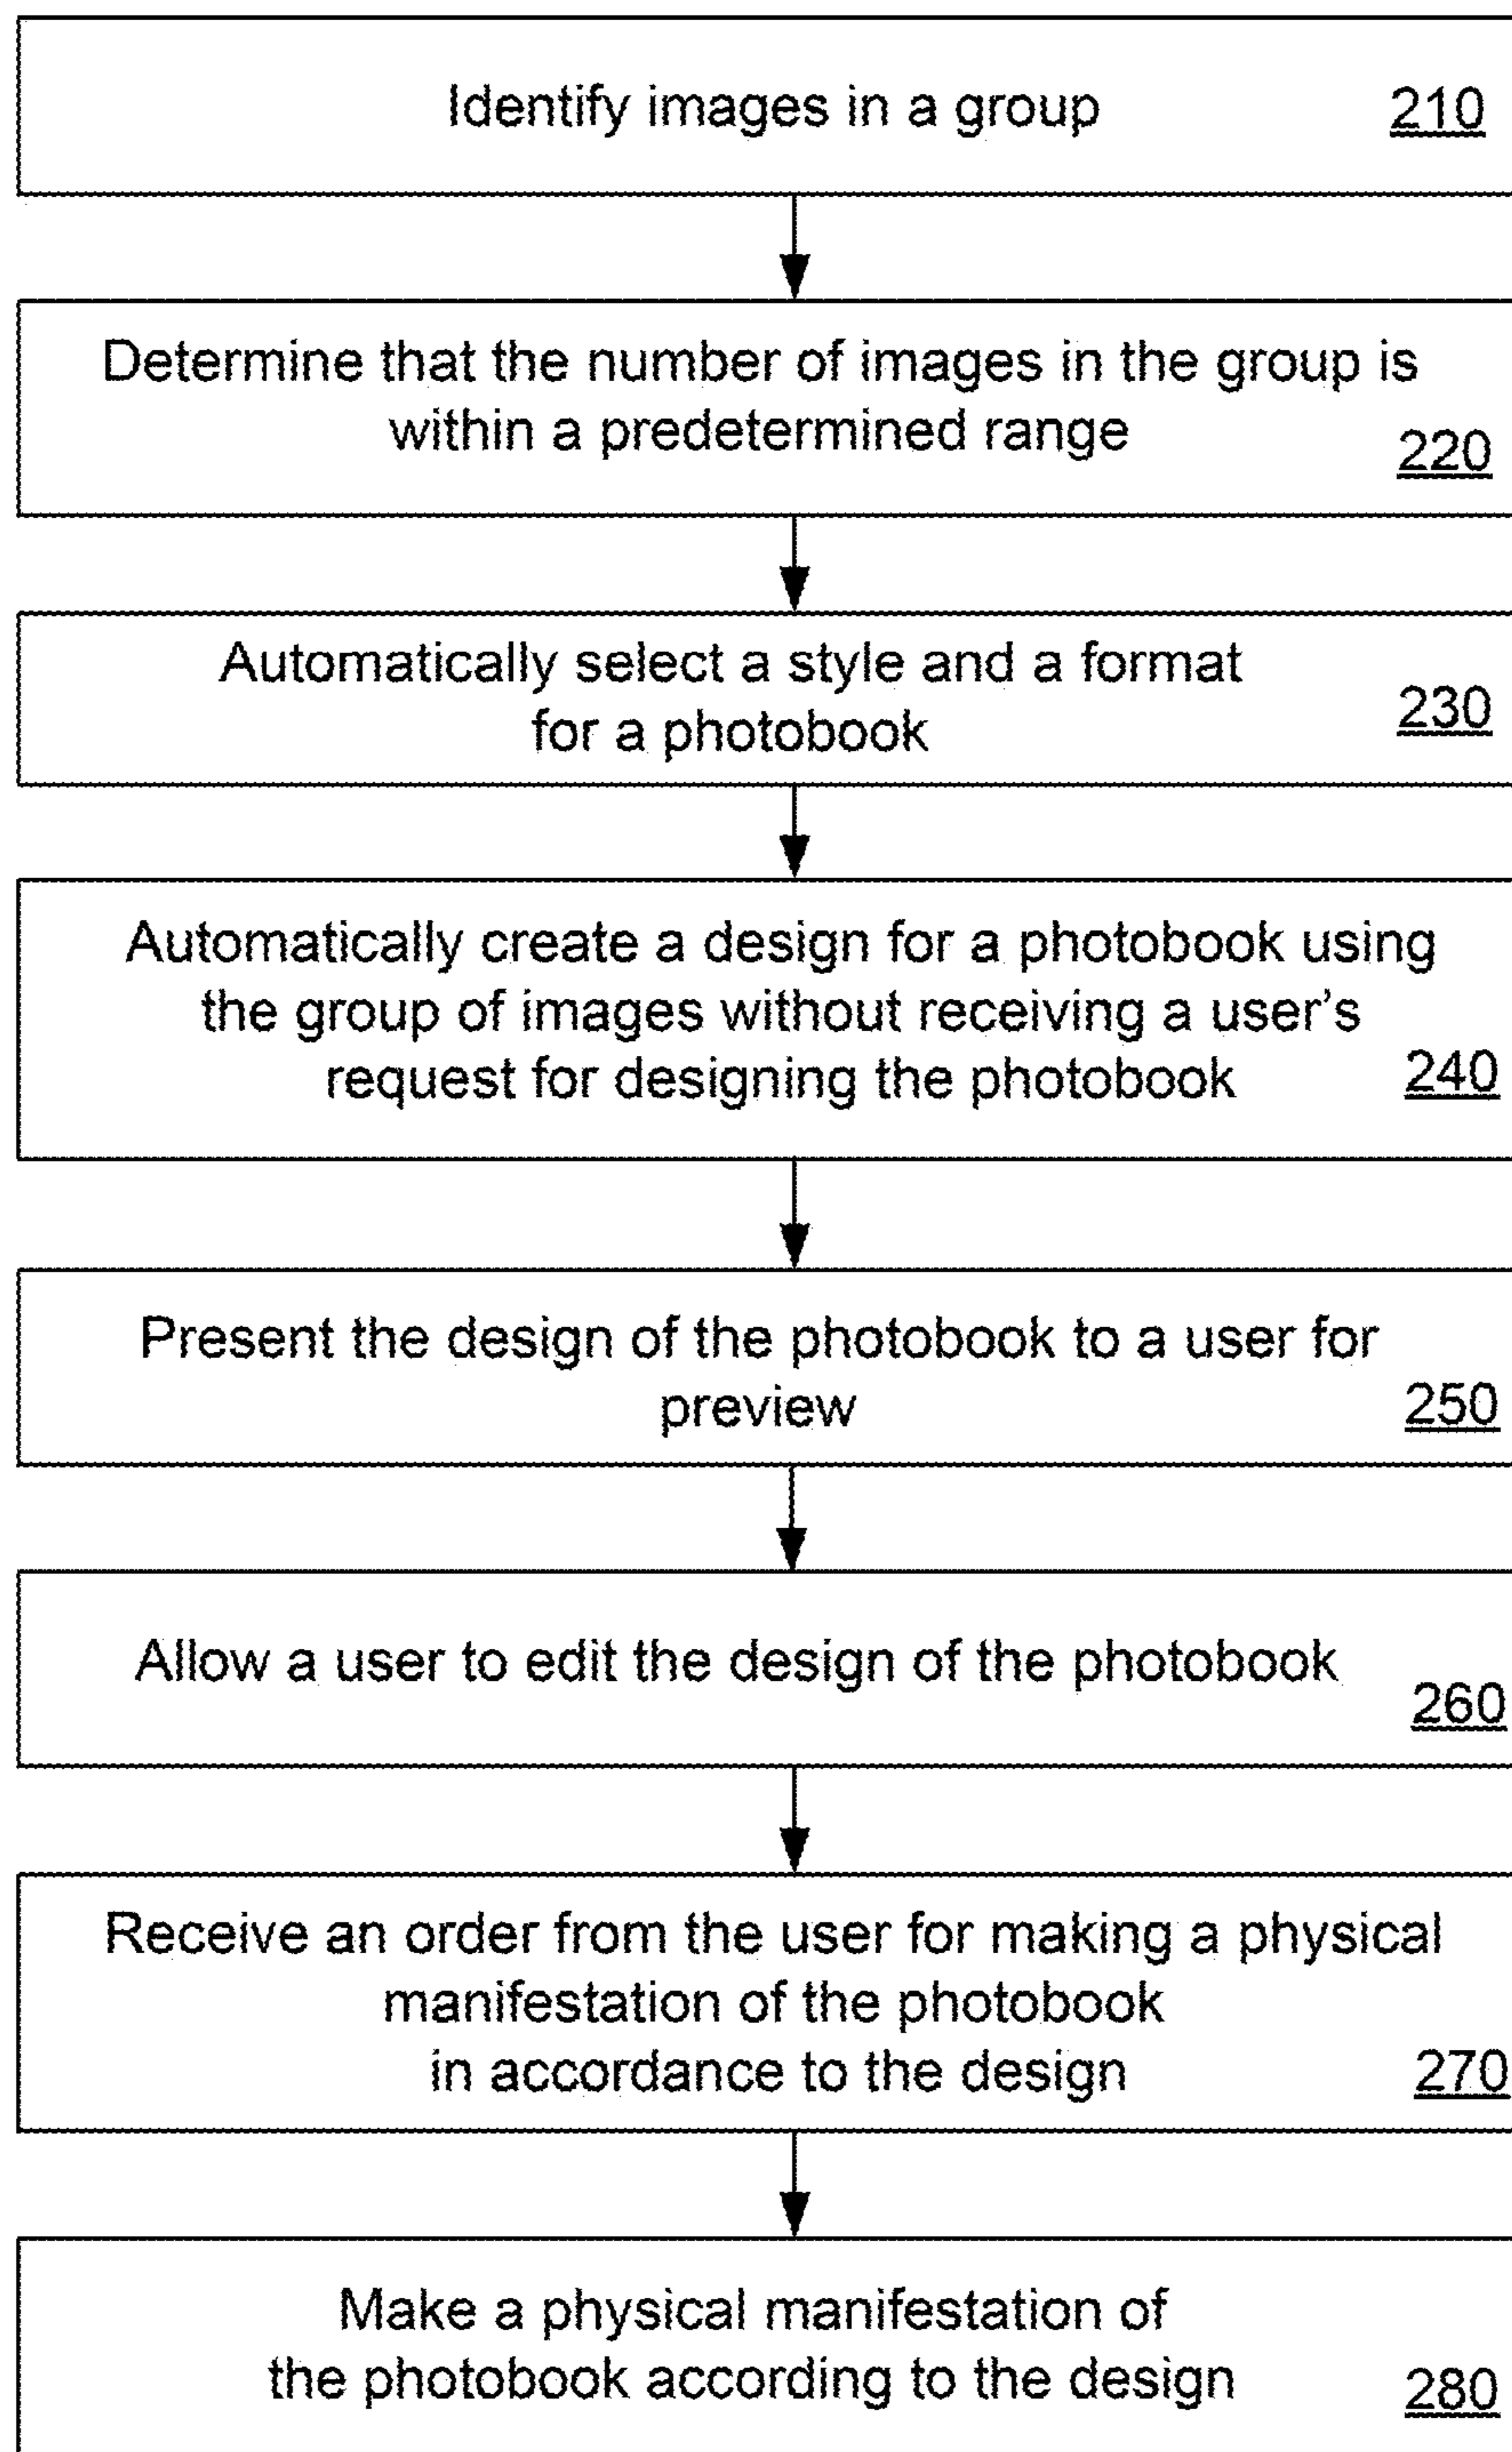 Identify images in a group 210
Determine that the number of images in the group is
within a predetermined range
220
Automatically select a style and a format
for a photobook
230
Automatically create a design for a photobook using
the group of images without receiving a user's
request for designing the photobook 240
Present the design of the photobook to a user for
preview 250
Allow a user to edit the design of the photobook
260
Receive an order from the user for making a physical
manifestation of the photobook
in accordance to the design 270
Make a physical manifestation of
the photobook according to the design 280